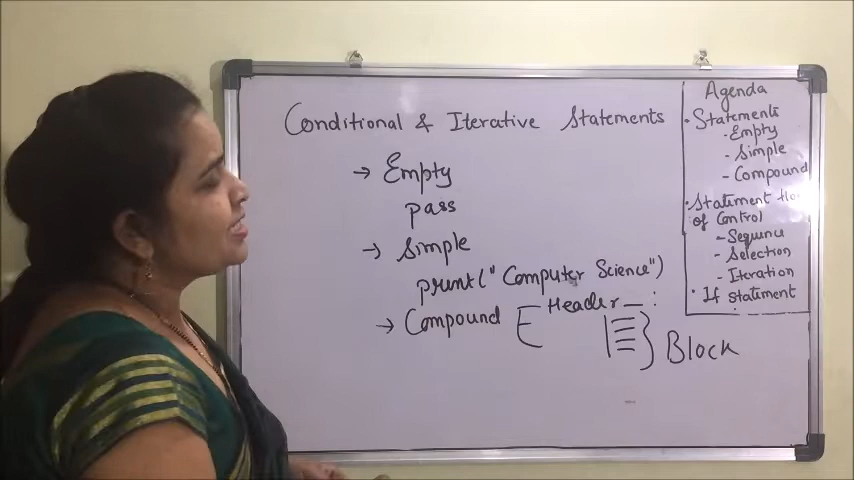 Conditional & Iterative Statements
→ Empty
pass
→ Simple
print("Computer Science")
→ Compound [ Header _ :
} Block
Agenda
• Statements
- Empty
- Simple
- Compound
• Statement flo
of Control
- Sequence
- Selection
- Iteration
• If statement